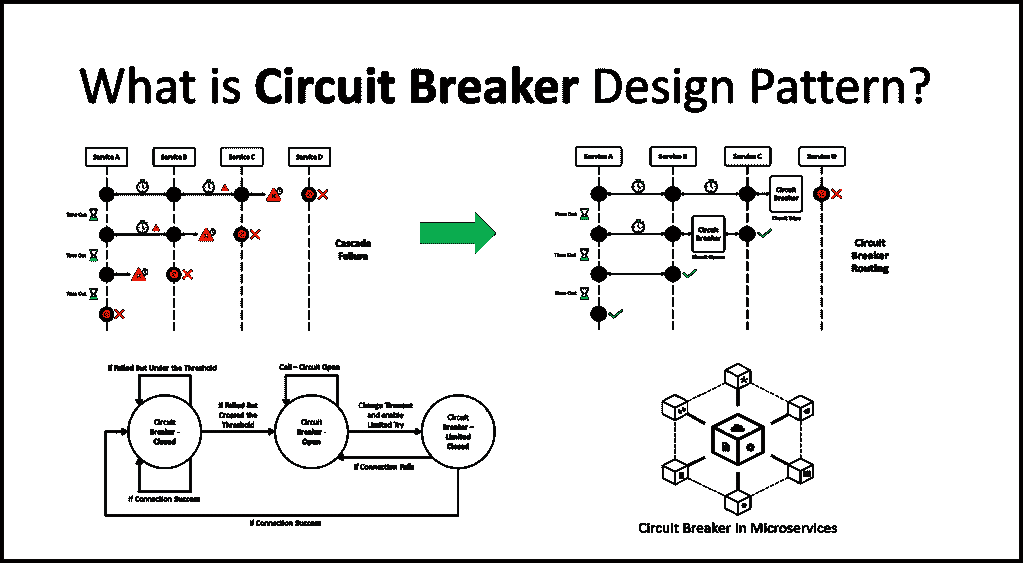 What is Circuit Breaker Design Pattern?
Service A
Service B
Service C
Service D
Time Out
Time Out
Time Out
Cascade
Failure
Service A
Service B
Service C
Service D
Circuit
Breaker
Circuit Trips
Time Out
Circuit
Breaker
Circuit Opens
Time Out
Time Out
Circuit
Breaker
Routing
If Failed But Under the Threshold
Circuit
Breaker -
Closed
If Connection Success
If Failed But
Crossed the
Threshold
Call – Circuit Open
Circuit
Breaker -
Open
Change Timeout
and enable
Limited Try
If Connection Fails
Circuit
Breaker –
Limited
Closed
If Connection Success
Circuit Breaker in Microservices